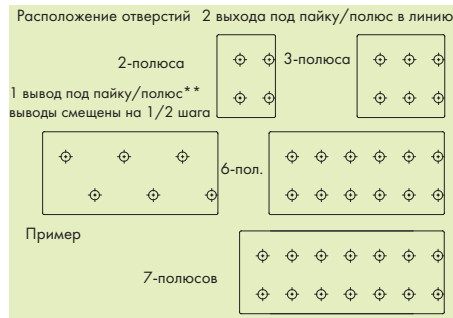 Расположение отверстий 2 выхода под пайку/полюс в линию
2-полюса
3-полюса
1 вывод под пайку/полюс**
выводы смещены на 1/2 шага
6-пол.
Пример
7-полюсов